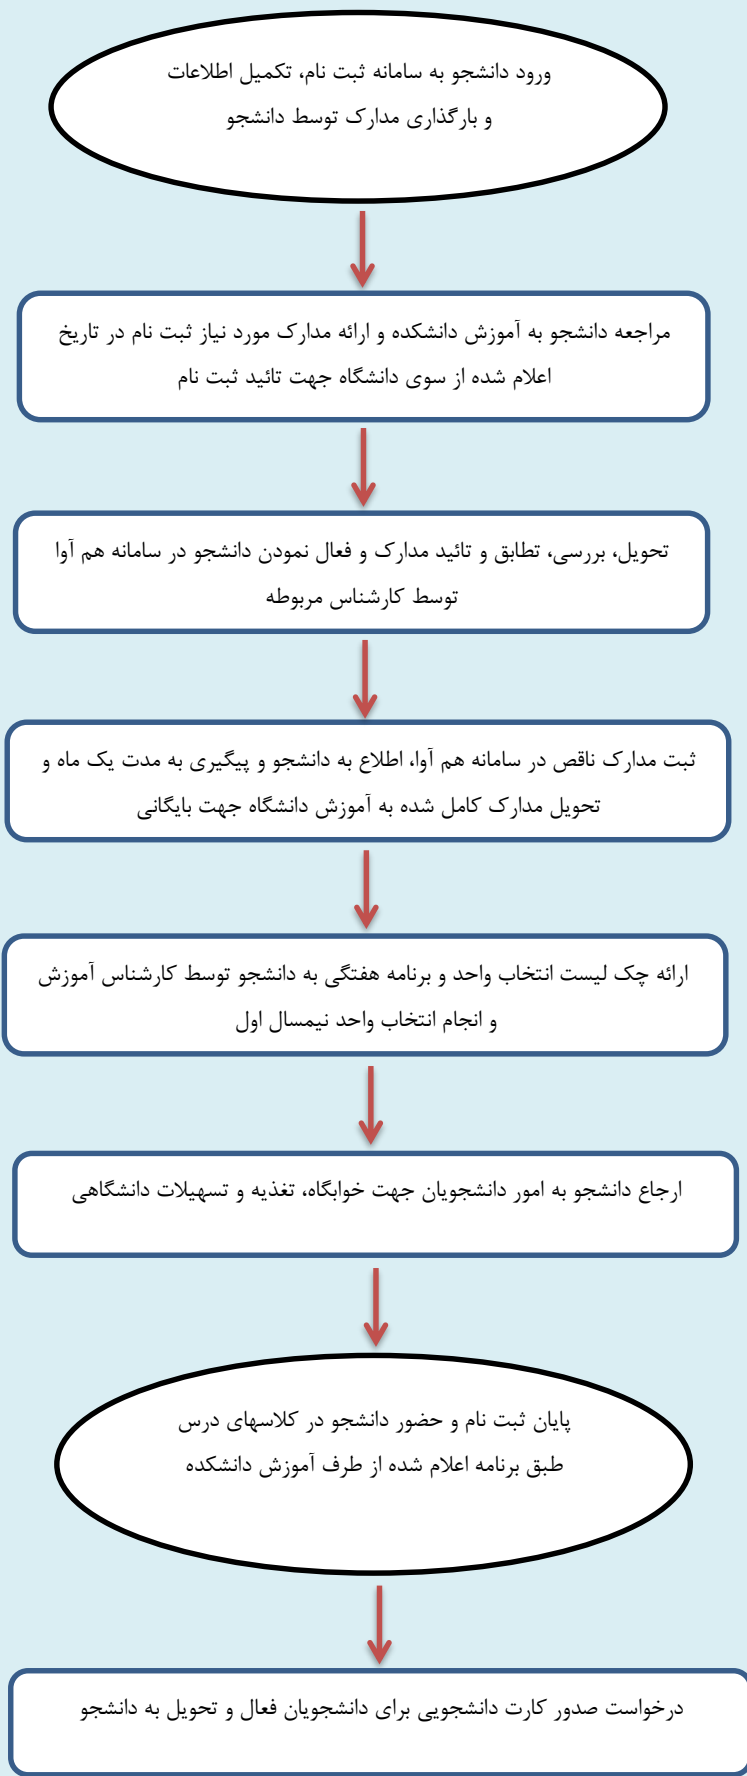 ورود دانشجو به سامانه ثبت نام، تکمیل اطلاعات
و بارگذاری مدارک توسط دانشجو
مراجعه دانشجو به آموزش دانشکده و ارائه مدارک مورد نیاز ثبت نام در تاریخ
اعلام شده از سوی دانشگاه جهت تائید ثبت نام
تحویل، بررسی، تطابق و تائید مدارک و فعال نمودن دانشجو در سامانه هم آوا
توسط کارشناس مربوطه
ثبت مدارک ناقص در سامانه هم آوا، اطلاع به دانشجو و پیگیری به مدت یک ماه و
تحویل مدارک کامل شده به آموزش دانشگاه جهت بایگانی
ارائه چک لیست انتخاب واحد و برنامه هفتگی به دانشجو توسط کارشناس آموزش
و انجام انتخاب واحد نیمسال اول
ارجاع دانشجو به امور دانشجویان جهت خوابگاه، تغذیه و تسهیلات دانشگاهی
پایان ثبت نام و حضور دانشجو در کلاسهای درس
طبق برنامه اعلام شده از طرف آموزش دانشکده
درخواست صدور کارت دانشجویی برای دانشجویان فعال و تحویل به دانشجو